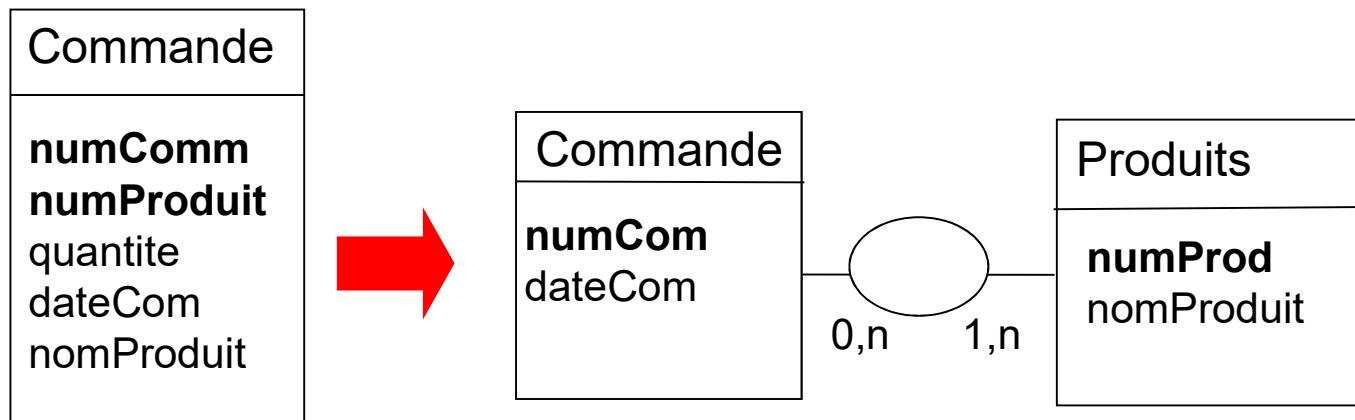 Commande
numComm
numProduit
quantite
dateCom
nomProduit
Commande
numCom
dateCom
0,n
1,n
Produits
numProd
nomProduit